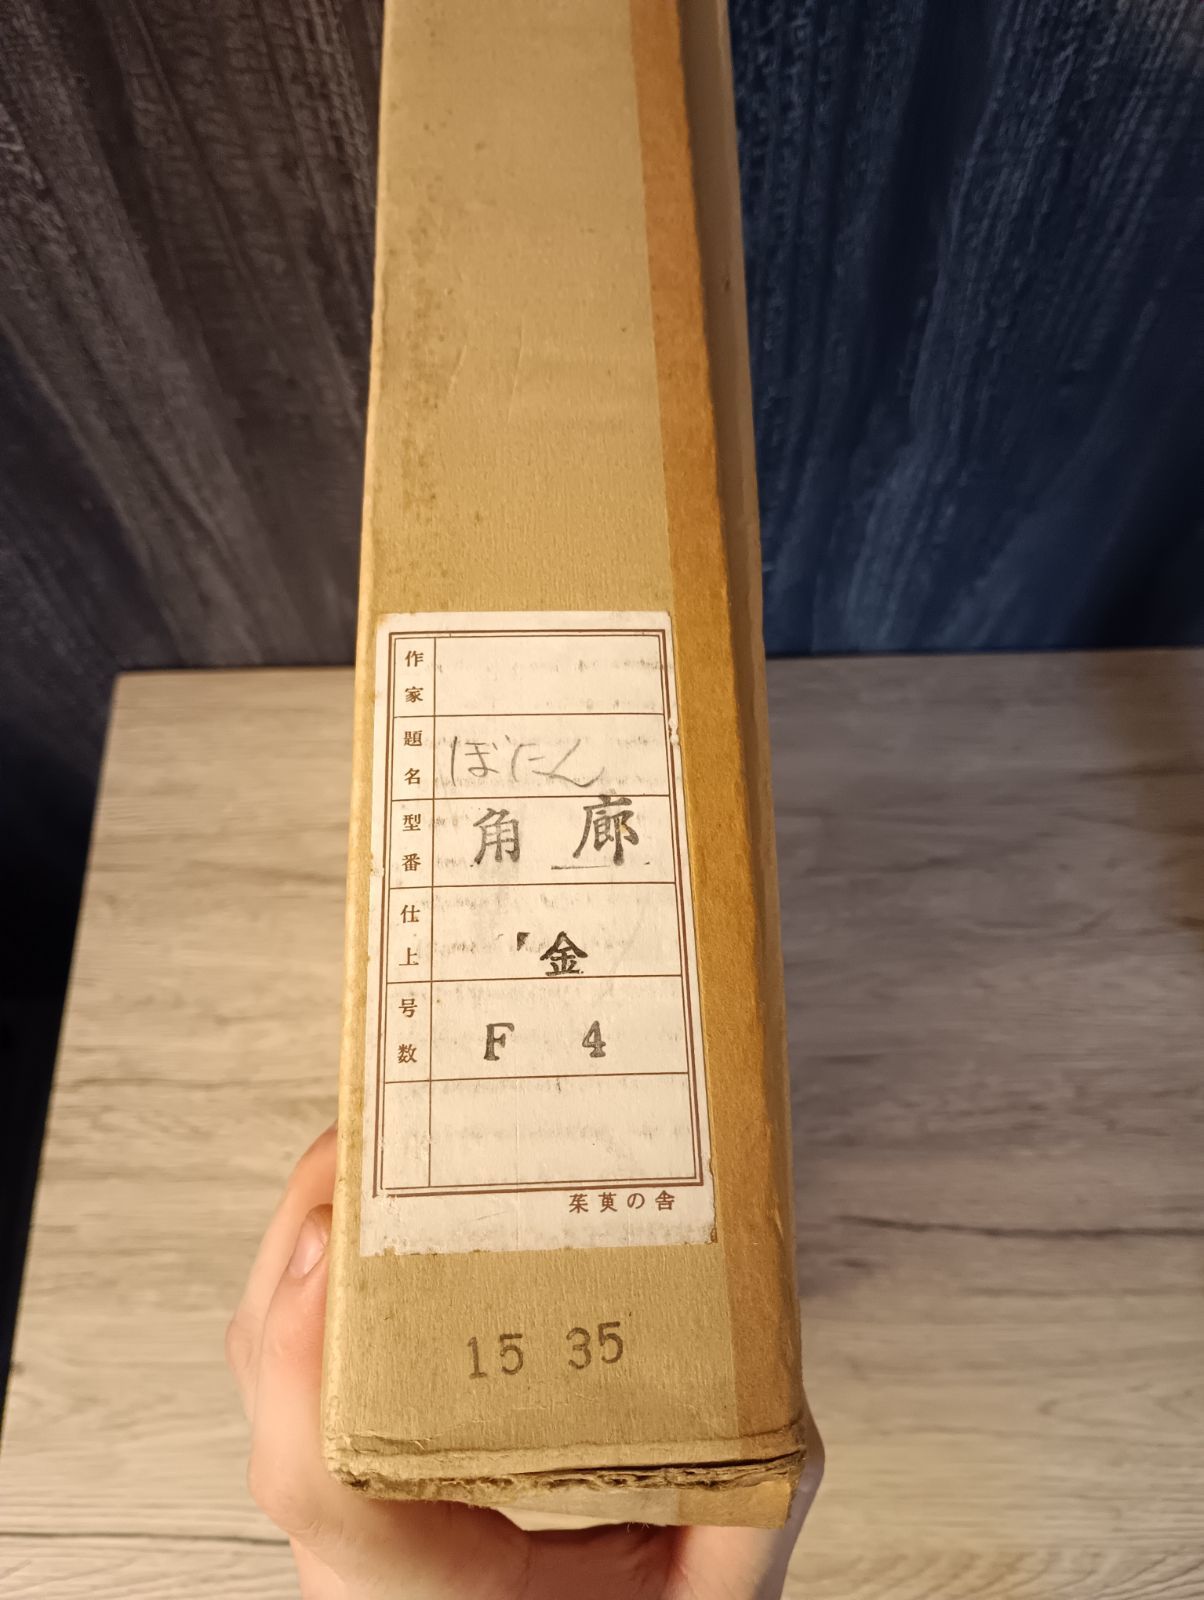 作家
題名 ぼたん
型番 角 廊
仕上 金
号数 F 4
茱萸の舎
15 35